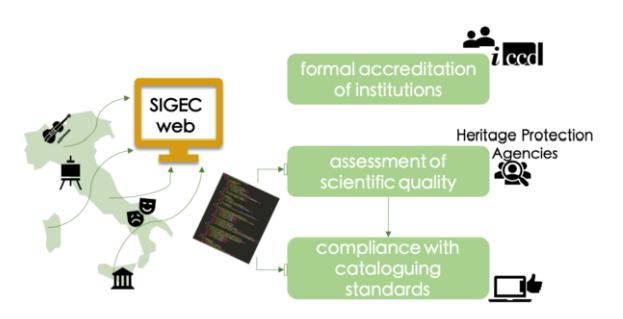 SIGEC
web
formal accreditation
of institutions
iccd
Heritage Protection
Agencies
assessment of
scientific quality
compliance with
cataloguing
standards